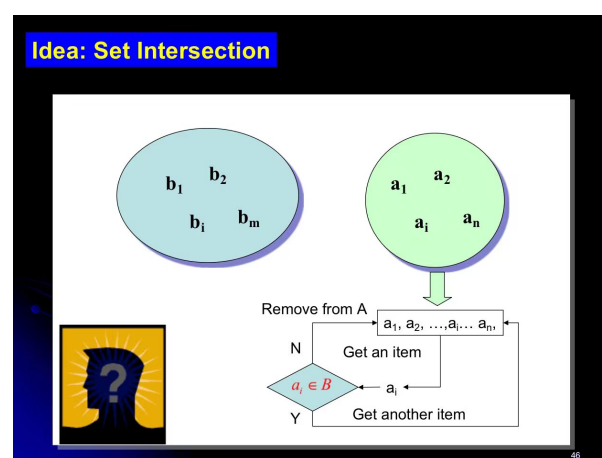 Idea: Set Intersection
b₁ b₂
bᵢ bₘ
a₁ a₂
aᵢ aₙ
Remove from A
a₁, a₂, …,aᵢ… aₙ,
N
Get an item
aᵢ ∈ B
aᵢ
Y
Get another item
?
46